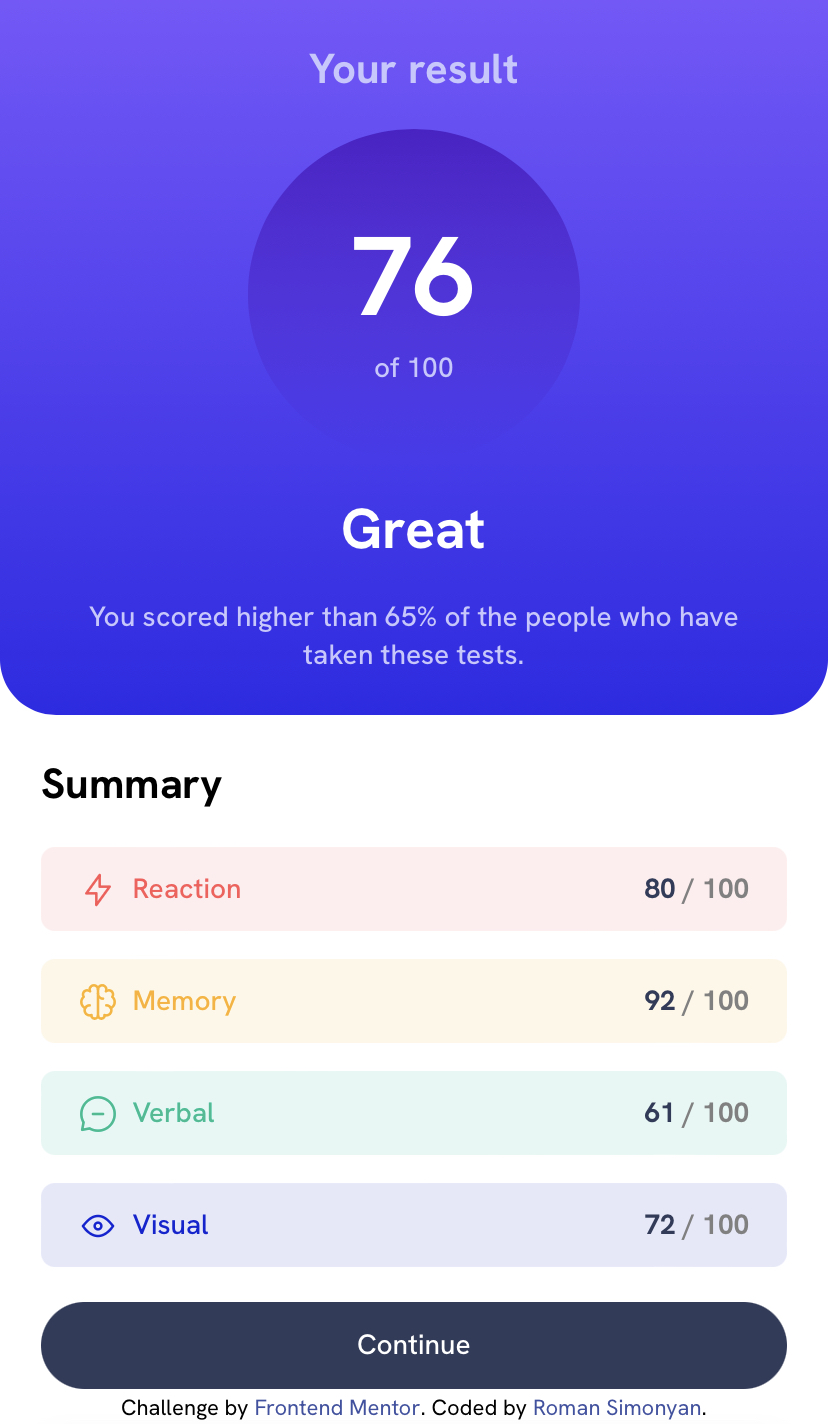 Your result
76
of 100
Great
You scored higher than 65% of the people who have
taken these tests.
Summary
Reaction 80 / 100
Memory 92 / 100
Verbal 61 / 100
Visual 72 / 100
Continue
Challenge by Frontend Mentor. Coded by Roman Simonyan.